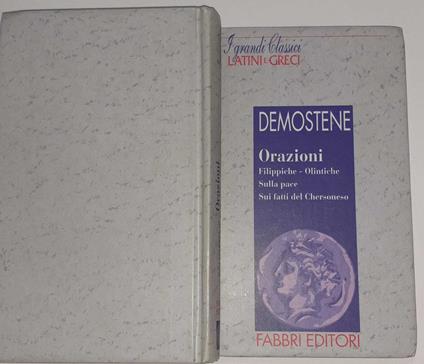 I grandi Classici
LATINI E GRECI
DEMOSTENE
Orazioni
Filippiche - Olintiche
Sulla pace
Sui fatti del Chersoneso
FABBRI EDITORI
Orazioni